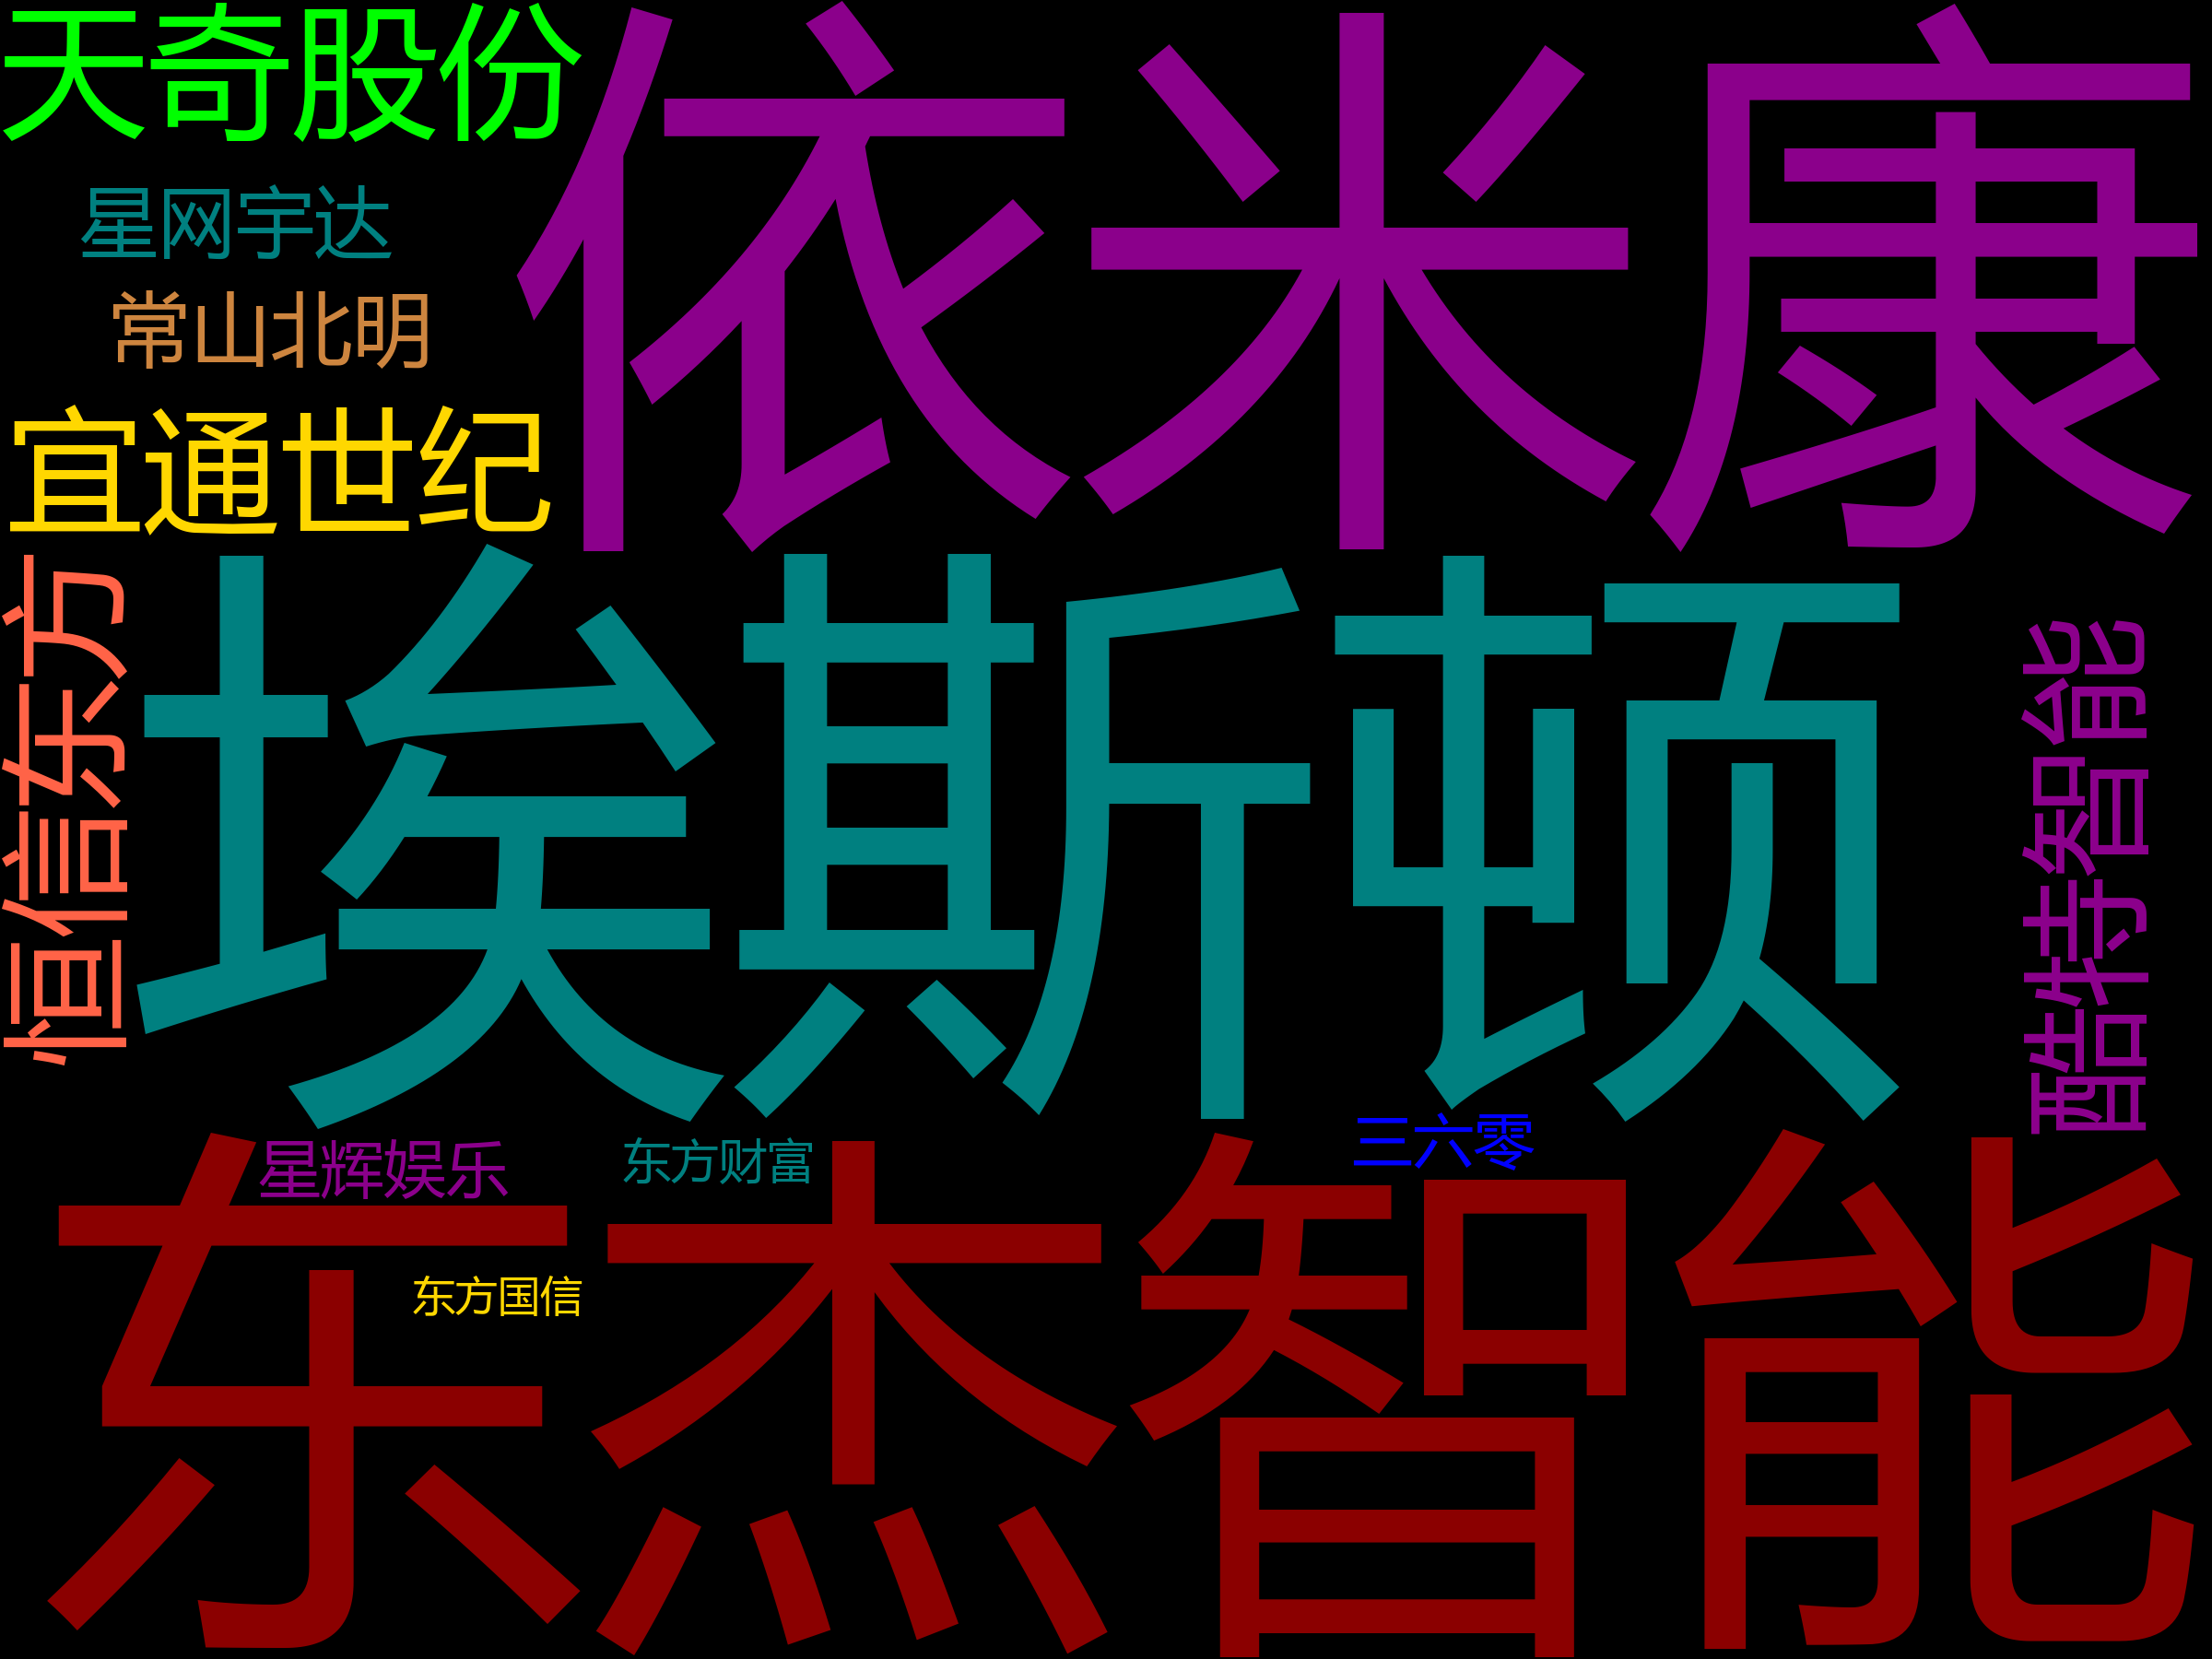 天奇股份
依米康
星网宇达
常山北明
宜通世纪
恒信东方
埃斯顿
酷特智能
三六零
星辉娱乐
东方财富
东杰智能
东方国信